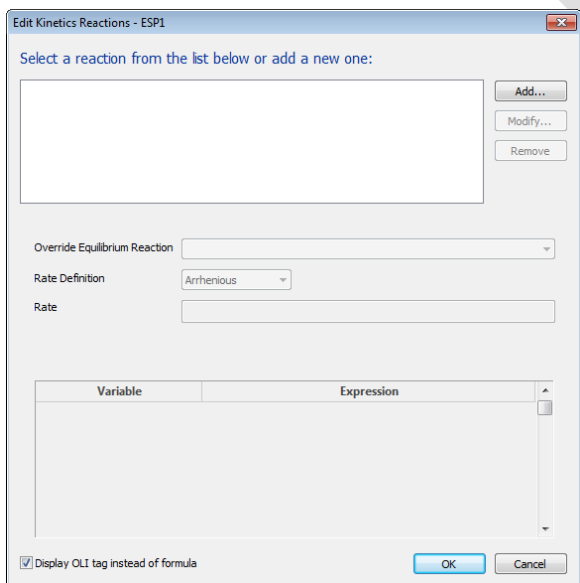 Edit Kinetics Reactions - ESP1
Select a reaction from the list below or add a new one:
Add...
Modify...
Remove
Override Equilibrium Reaction
Rate Definition
Arrhenious
Rate
Variable
Expression
Display OLI tag instead of formula
OK
Cancel